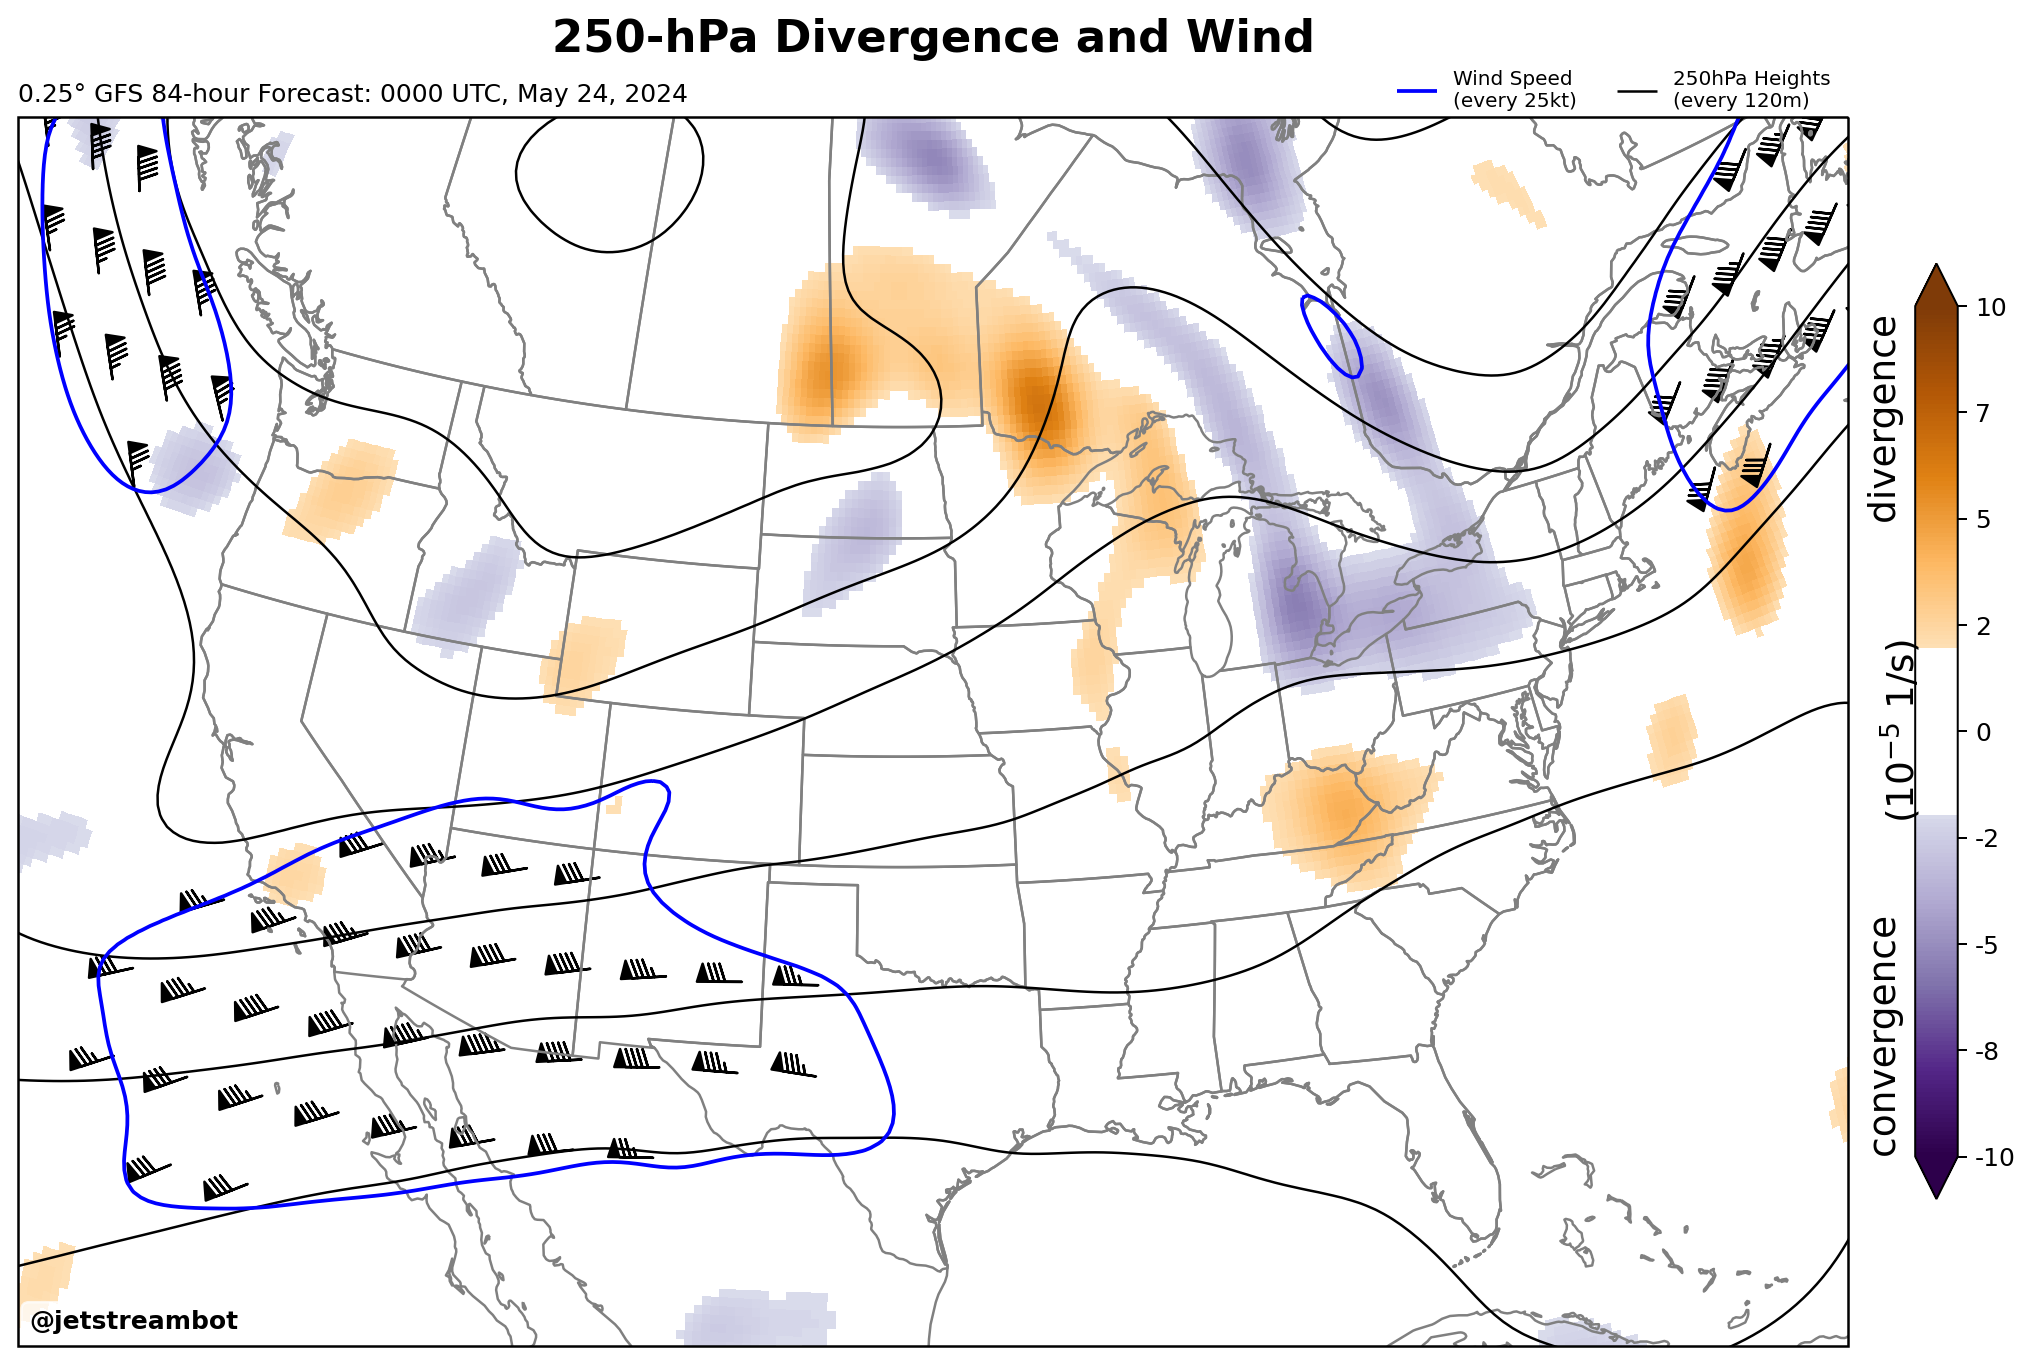 250-hPa Divergence and Wind
0.25° GFS 84-hour Forecast: 0000 UTC, May 24, 2024
Wind Speed
(every 25kt)
250hPa Heights
(every 120m)
10
7
5
2
0
-2
-5
-8
-10
divergence
(10⁻⁵ 1/s)
convergence
@jetstreambot